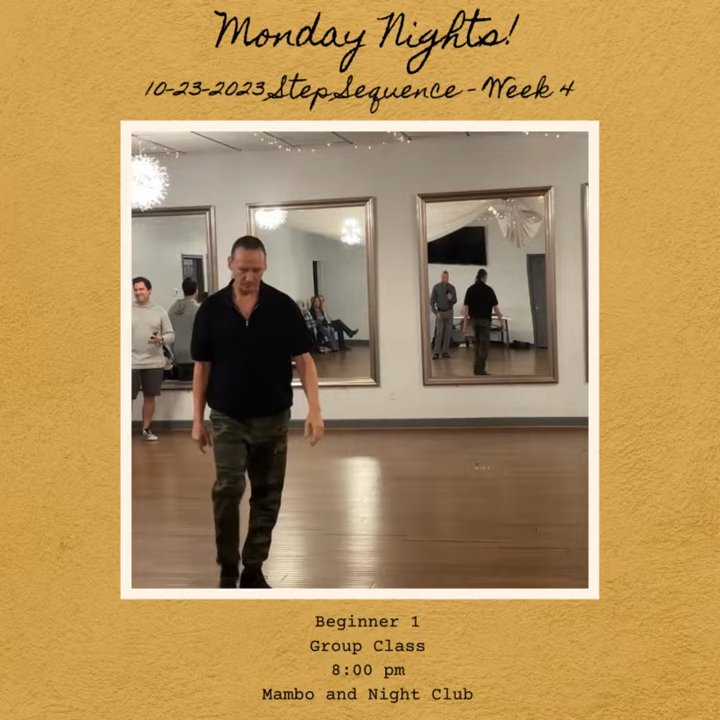 Monday Nights!
10-23-2023 Step Sequence - Week 4
Beginner 1
Group Class
8:00 pm
Mambo and Night Club